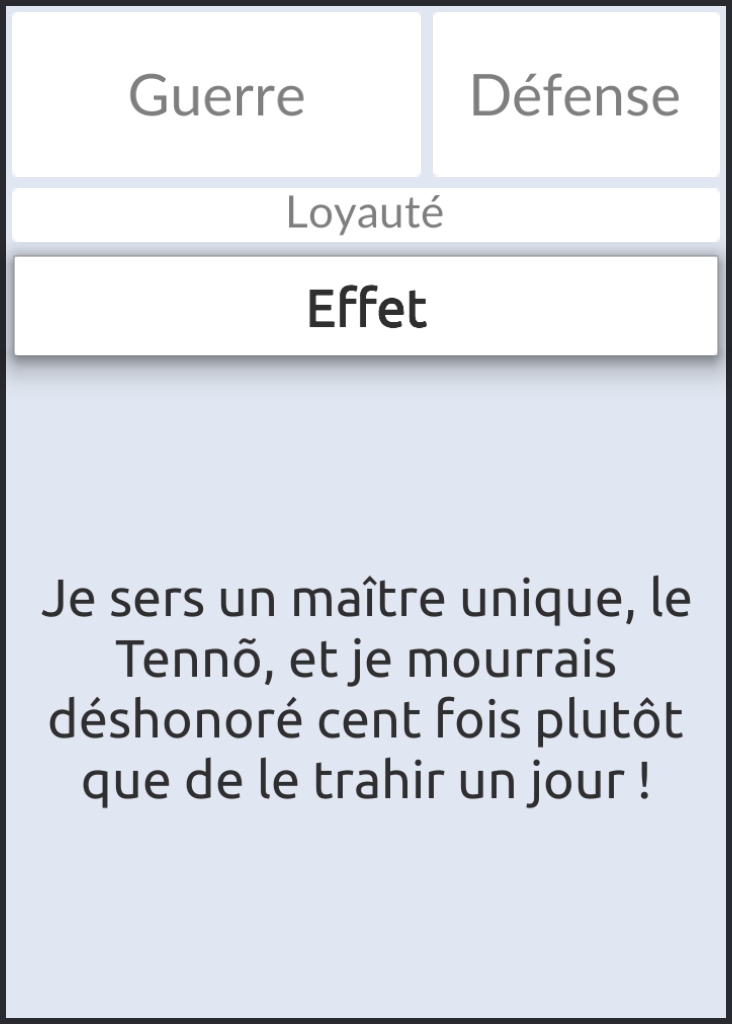 Guerre
Défense
Loyauté
Effet
Je sers un maître unique, le
Tennõ, et je mourrais
déshonoré cent fois plutôt
que de le trahir un jour !